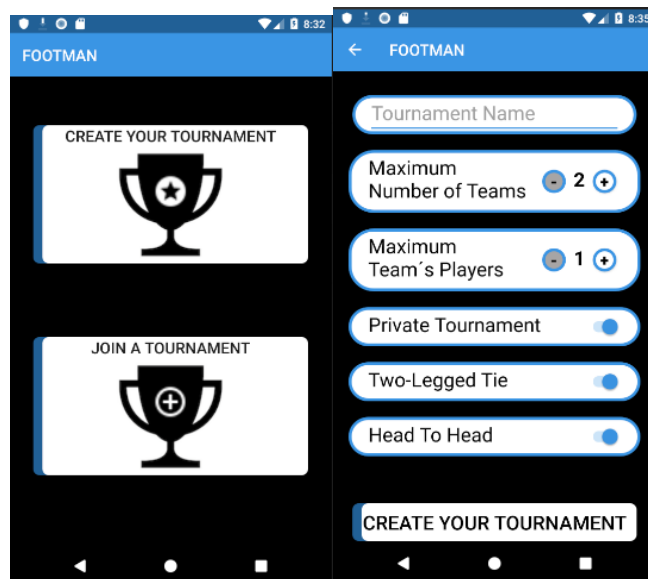 8:32
FOOTMAN
CREATE YOUR TOURNAMENT
JOIN A TOURNAMENT
8:35
FOOTMAN
Tournament Name
Maximum
Number of Teams
- 2 +
Maximum
Team´s Players
- 1 +
Private Tournament
Two-Legged Tie
Head To Head
CREATE YOUR TOURNAMENT